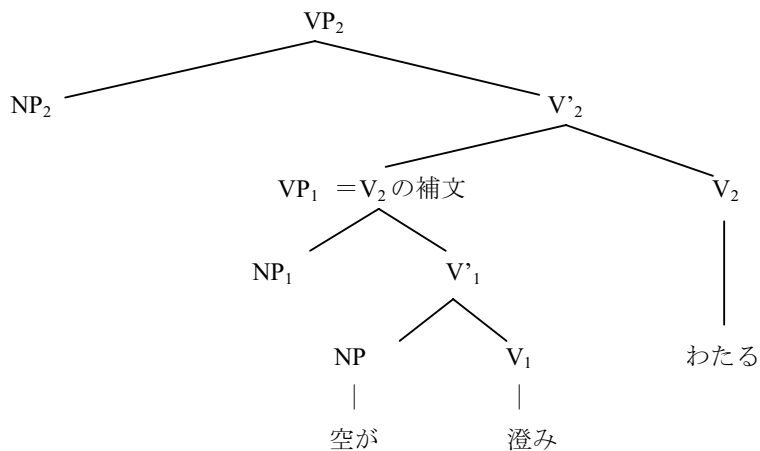 VP₂
NP₂ V’₂
VP₁ ＝V₂の補文 V₂
NP₁ V’₁
NP V₁ わたる
空が 澄み